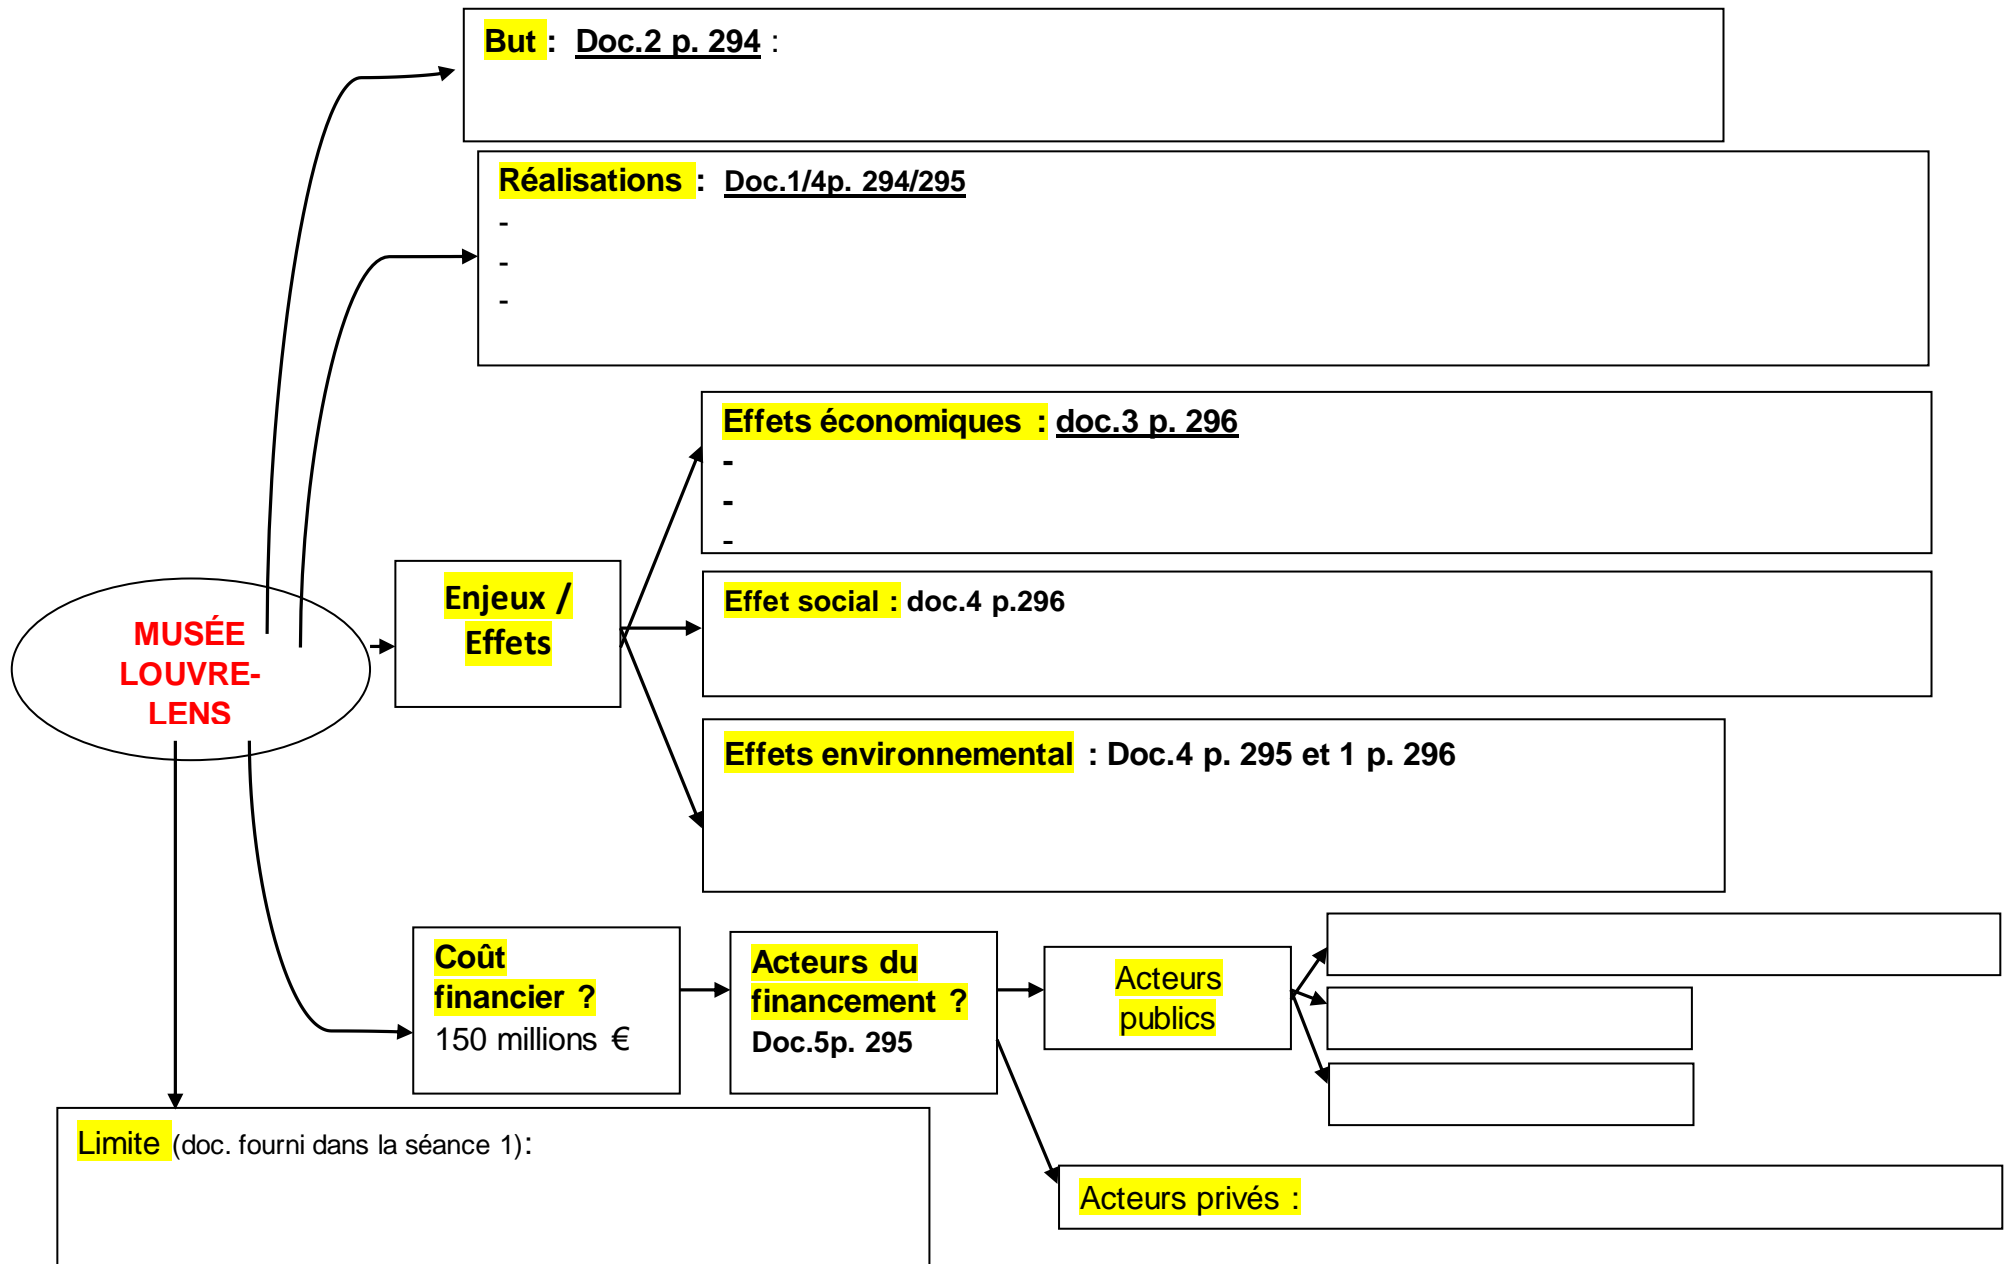 But :  Doc.2 p. 294 :
Réalisations :  Doc.1/4p. 294/295
-
-
-
Effets économiques : doc.3 p. 296
-
-
-
Enjeux /
Effets
Effet social : doc.4 p.296
MUSÉE
LOUVRE-
LENS
Effets environnemental : Doc.4 p. 295 et 1 p. 296
Coût
financier ?
150 millions €
Acteurs du
financement ?
Doc.5p. 295
Acteurs
publics
Limite (doc. fourni dans la séance 1):
Acteurs privés :